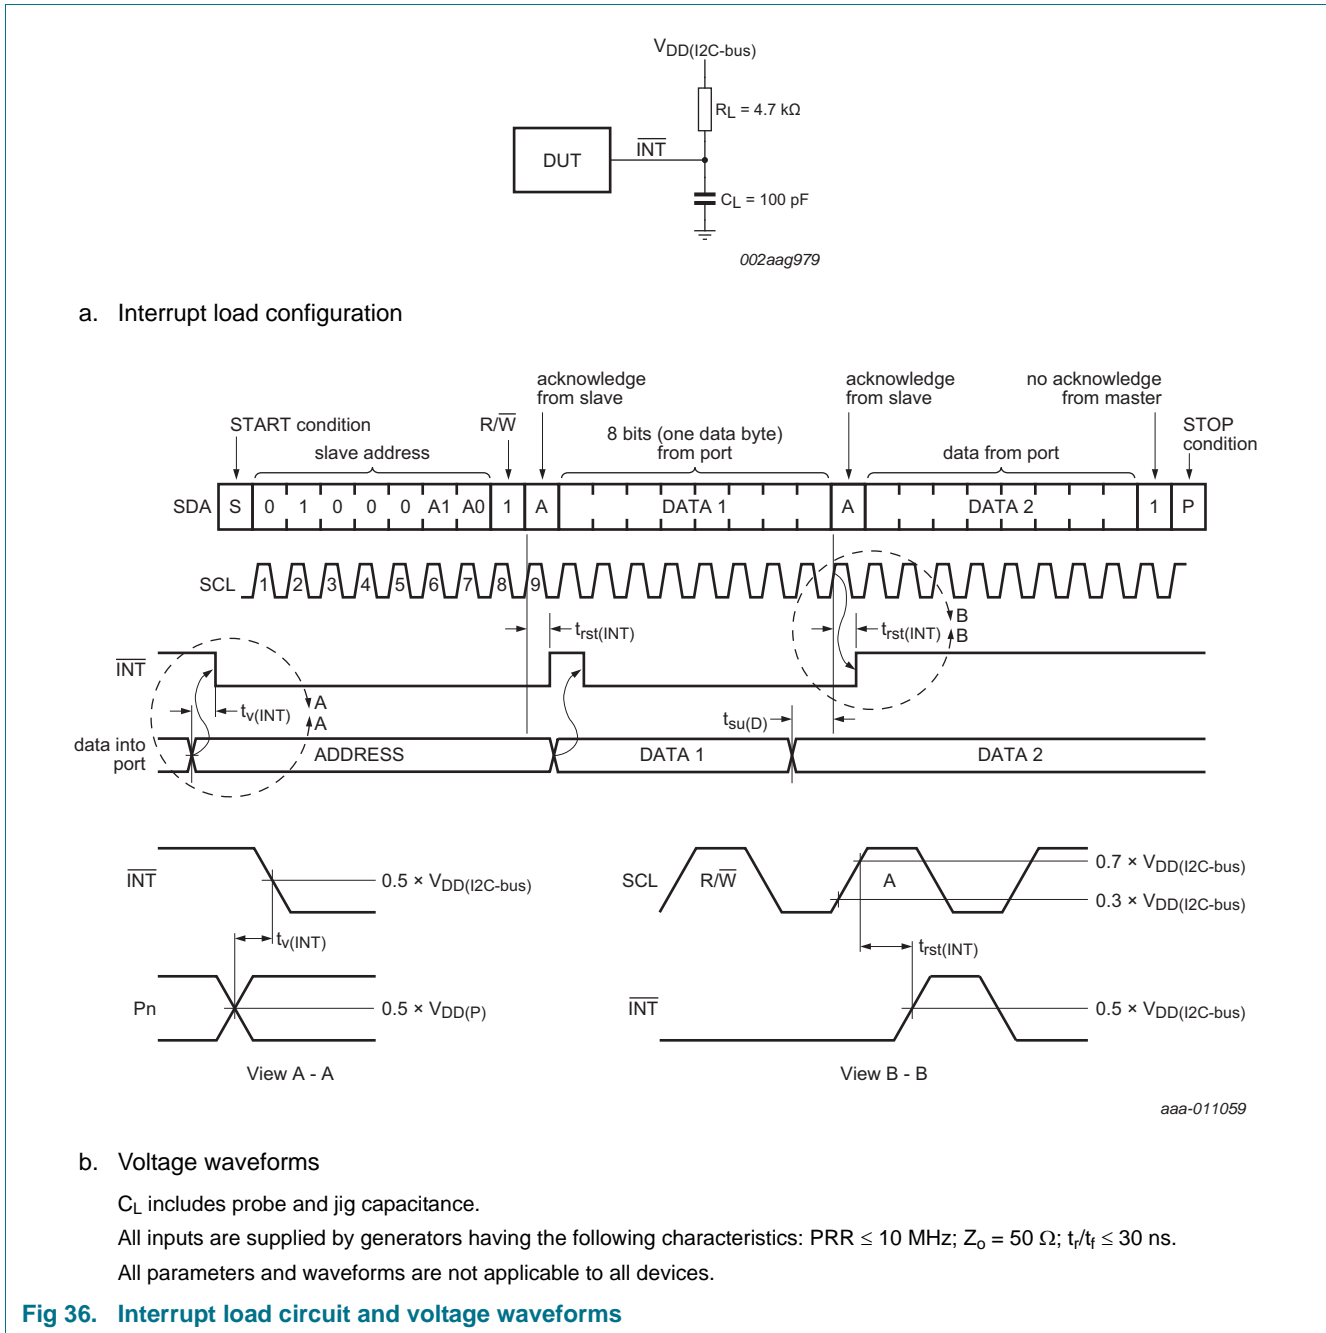 VDD(I2C-bus)
RL = 4.7 kΩ
DUT
INT
CL = 100 pF
002aag979
a. Interrupt load configuration
acknowledge
from slave
acknowledge
from slave
no acknowledge
from master
START condition
R/W
STOP
condition
slave address
8 bits (one data byte)
from port
data from port
SDA S 0 1 0 0 0 A1 A0 1 A DATA 1 A DATA 2 1 P
SCL 1 2 3 4 5 6 7 8 9
trst(INT)
trst(INT)
B
B
INT
tv(INT)
A
A
tsu(D)
data into
port
ADDRESS DATA 1 DATA 2
INT
0.5 × VDD(I2C-bus)
tv(INT)
Pn
0.5 × VDD(P)
View A - A
SCL R/W A
0.7 × VDD(I2C-bus)
0.3 × VDD(I2C-bus)
trst(INT)
INT
0.5 × VDD(I2C-bus)
View B - B
aaa-011059
b. Voltage waveforms
CL includes probe and jig capacitance.
All inputs are supplied by generators having the following characteristics: PRR ≤ 10 MHz; Zo = 50 Ω; tr/tf ≤ 30 ns.
All parameters and waveforms are not applicable to all devices.
Fig 36. Interrupt load circuit and voltage waveforms